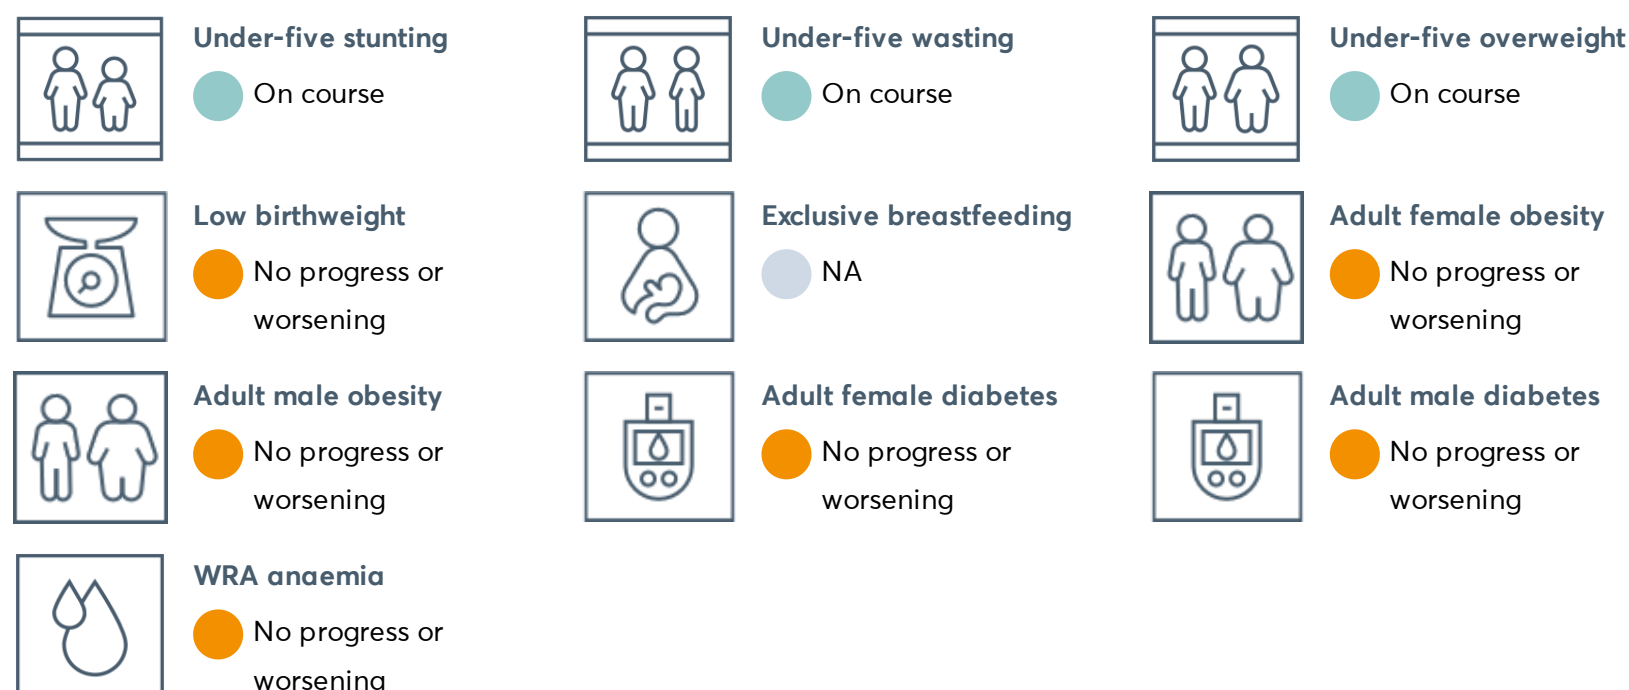 Under-five stunting
On course
Under-five wasting
On course
Under-five overweight
On course
Low birthweight
No progress or
worsening
Exclusive breastfeeding
NA
Adult female obesity
No progress or
worsening
Adult male obesity
No progress or
worsening
Adult female diabetes
No progress or
worsening
Adult male diabetes
No progress or
worsening
WRA anaemia
No progress or
worsening